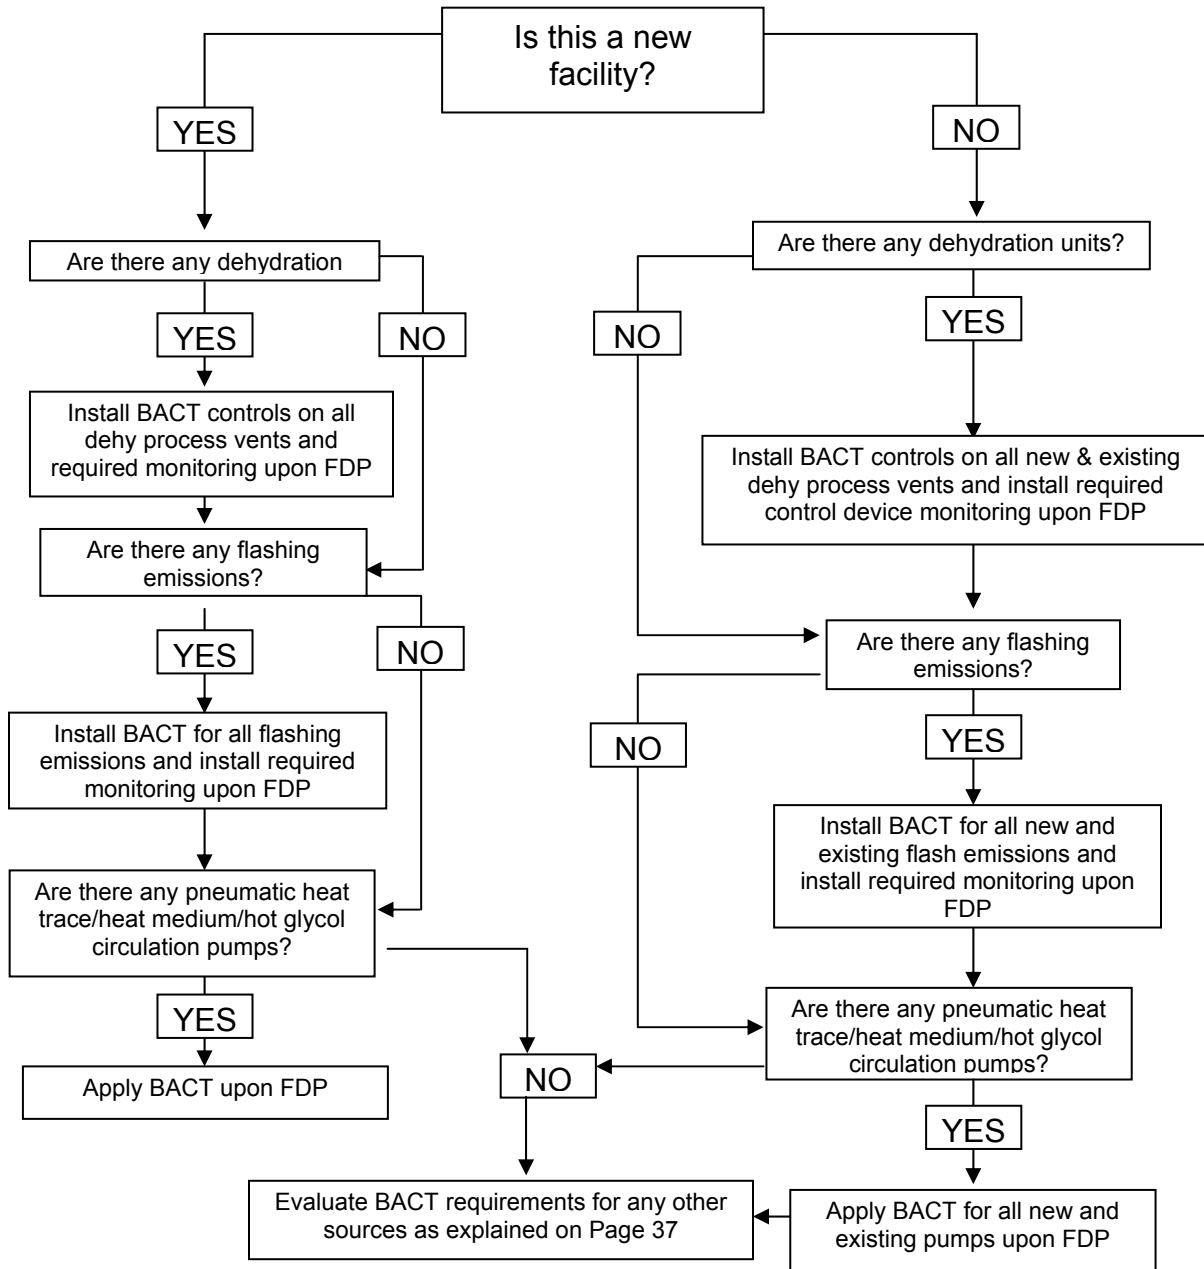 Is this a new
facility?
YES
NO
Are there any dehydration
YES
NO
Install BACT controls on all
dehy process vents and
required monitoring upon FDP
Are there any flashing
emissions?
YES
NO
Install BACT for all flashing
emissions and install required
monitoring upon FDP
Are there any pneumatic heat
trace/heat medium/hot glycol
circulation pumps?
YES
Apply BACT upon FDP
NO
Are there any dehydration units?
NO
YES
Install BACT controls on all new & existing
dehy process vents and install required
control device monitoring upon FDP
Are there any flashing
emissions?
NO
YES
Install BACT for all new and
existing flash emissions and
install required monitoring upon
FDP
Are there any pneumatic heat
trace/heat medium/hot glycol
circulation pumps?
YES
Apply BACT for all new and
existing pumps upon FDP
Evaluate BACT requirements for any other
sources as explained on Page 37